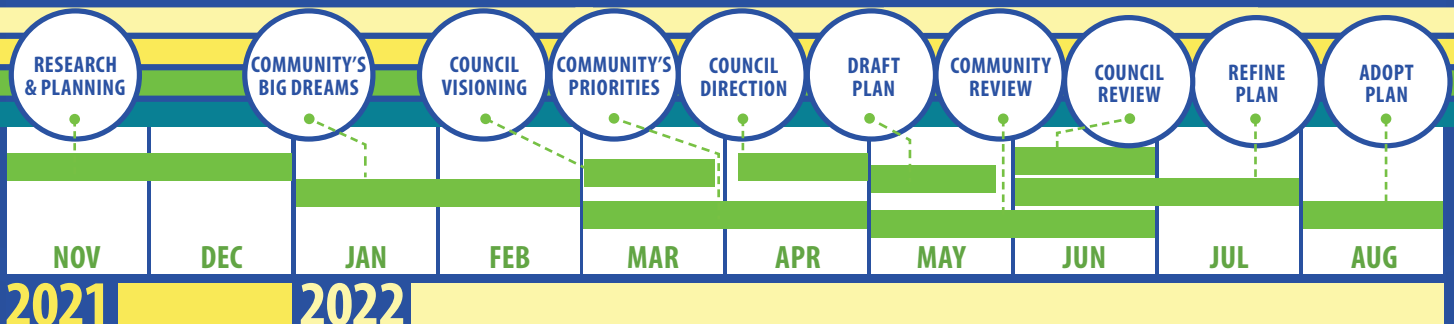 RESEARCH
& PLANNING
COMMUNITY'S
BIG DREAMS
COUNCIL
VISIONING
COMMUNITY'S
PRIORITIES
COUNCIL
DIRECTION
DRAFT
PLAN
COMMUNITY
REVIEW
COUNCIL
REVIEW
REFINE
PLAN
ADOPT
PLAN
NOV DEC JAN FEB MAR APR MAY JUN JUL AUG
2021 2022